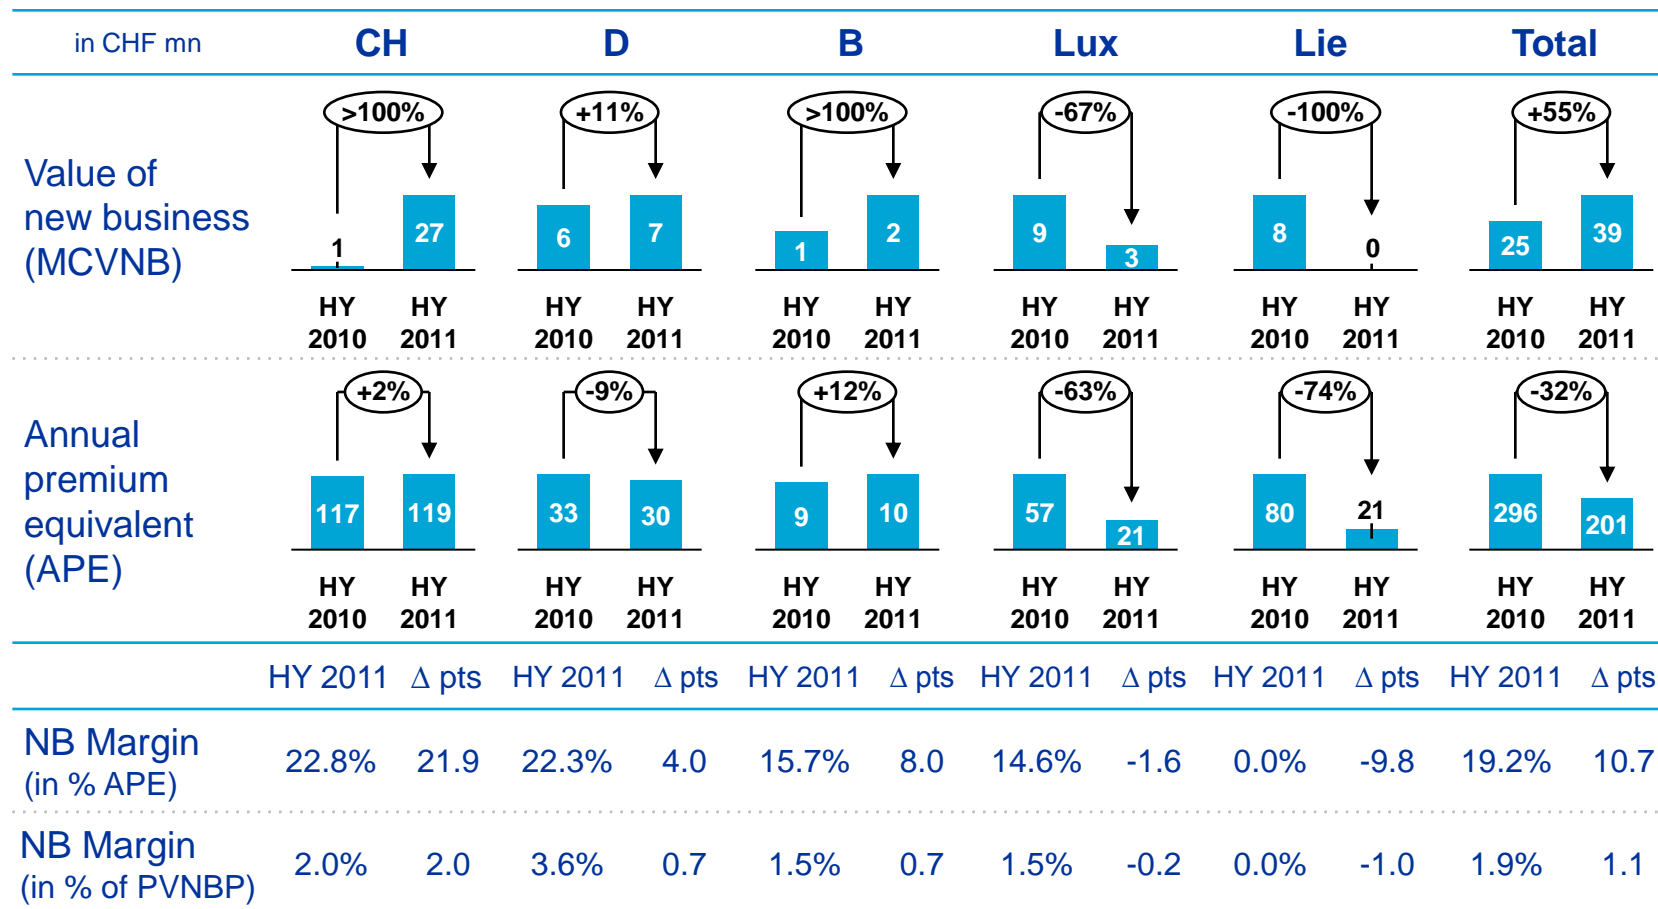 in CHF mn CH D B Lux Lie Total
>100% +11% >100% -67% -100% +55%
Value of
new business
(MCVNB)
1 27 6 7 1 2 9 3 8 0 25 39
HY HY HY HY HY HY HY HY HY HY HY HY
2010 2011 2010 2011 2010 2011 2010 2011 2010 2011 2010 2011
+2% -9% +12% -63% -74% -32%
Annual
premium
equivalent
(APE)
117 119 33 30 9 10 57 21 80 21 296 201
HY HY HY HY HY HY HY HY HY HY HY HY
2010 2011 2010 2011 2010 2011 2010 2011 2010 2011 2010 2011
HY 2011 Δ pts HY 2011 Δ pts HY 2011 Δ pts HY 2011 Δ pts HY 2011 Δ pts HY 2011 Δ pts
NB Margin
(in % APE)
22.8% 21.9 22.3% 4.0 15.7% 8.0 14.6% -1.6 0.0% -9.8 19.2% 10.7
NB Margin
(in % of PVNBP)
2.0% 2.0 3.6% 0.7 1.5% 0.7 1.5% -0.2 0.0% -1.0 1.9% 1.1